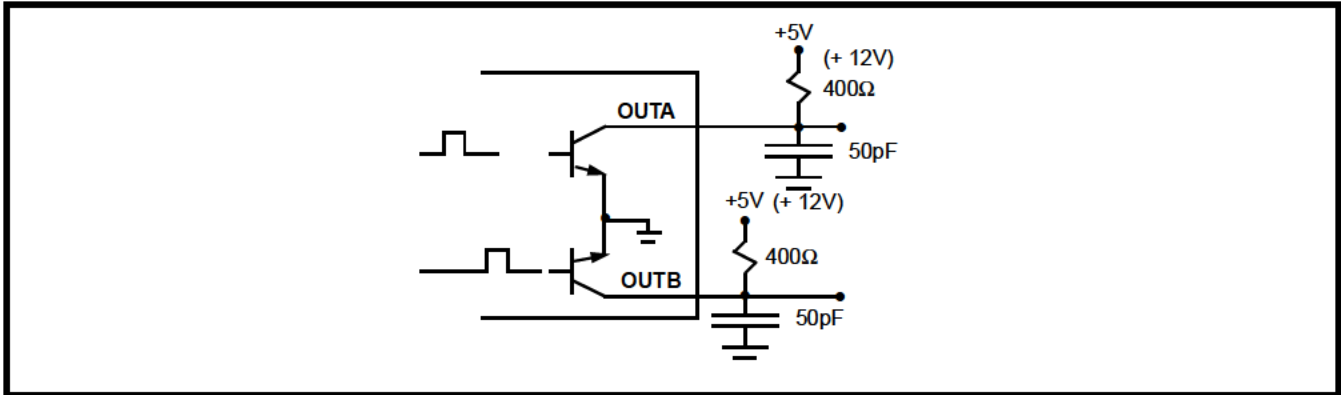 +5V
(+ 12V)
400Ω
OUTA
50pF
+5V (+ 12V)
400Ω
OUTB
50pF